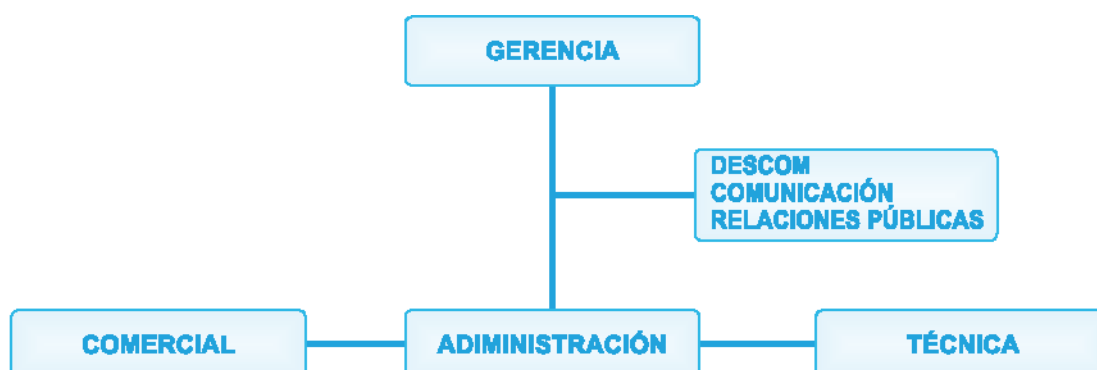 GERENCIA
DESCOM
COMUNICACIÓN
RELACIONES PÚBLICAS
COMERCIAL
ADIMINISTRACIÓN
TÉCNICA